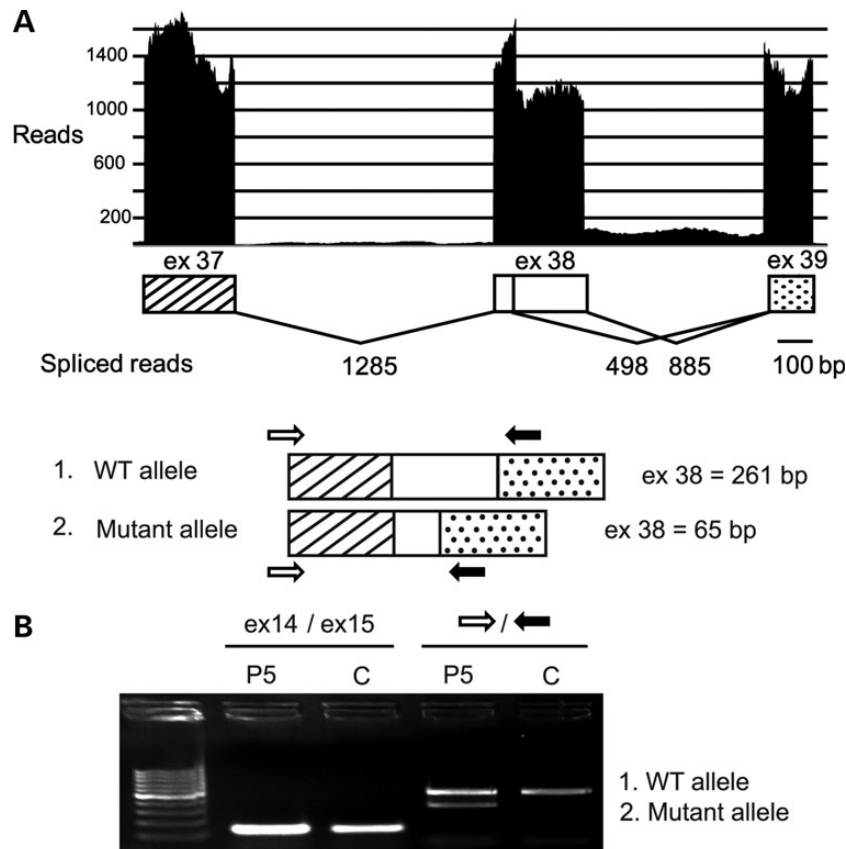 A
1400
1000
Reads
600
200
ex 37 ex 38 ex 39
Spliced reads 1285 498 885 100 bp
1. WT allele ex 38 = 261 bp
2. Mutant allele ex 38 = 65 bp
B
ex14 / ex15 /
P5 C P5 C
1. WT allele
2. Mutant allele